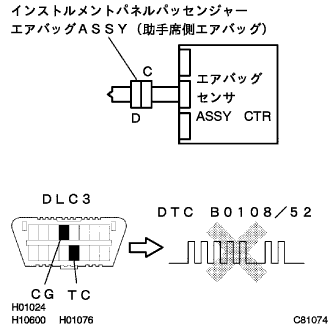 インストルメントパネルパッセンジャー
エアバッグASSY（助手席側エアバッグ）
C
D
エアバッグ
センサ
ASSY CTR
DLC3
DTC B0108／52
CG TC
H01024
H10600 H01076
C81074